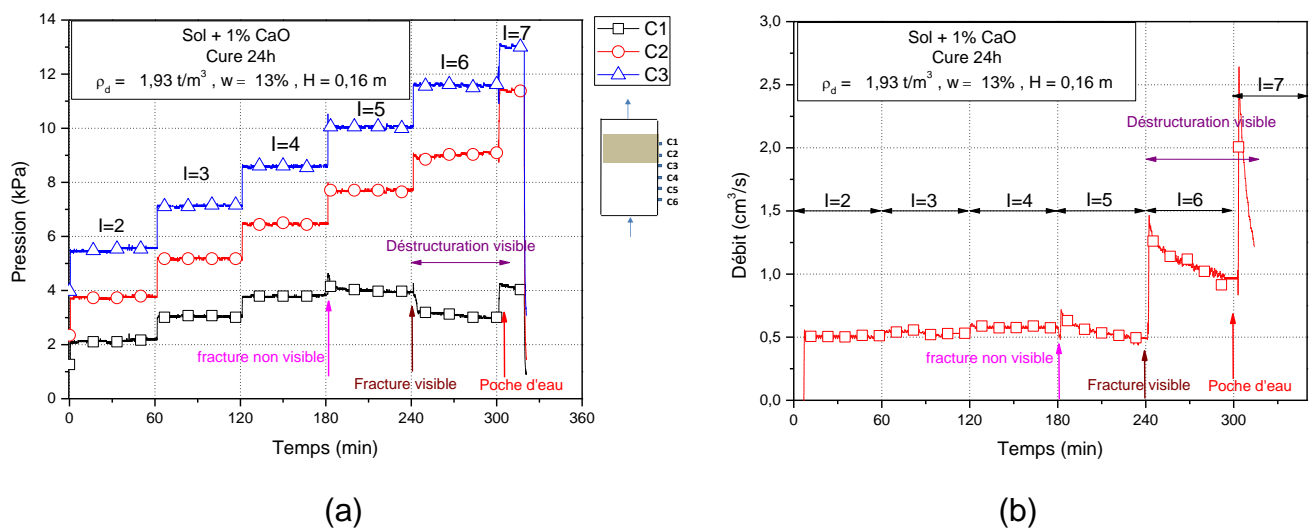 14
12
10
8
6
4
2
0
Pression (kPa)
Sol + 1% CaO
Cure 24h
ρd = 1,93 t/m³ , w = 13% , H = 0,16 m
I=2
I=3
I=4
I=5
I=6
I=7
Déstructuration visible
fracture non visible
Fracture visible
Poche d'eau
0
60
120
180
240
300
360
Temps (min)
C1
C2
C3
C1
C2
C3
C4
C5
C6
(a)
3,0
2,5
2,0
1,5
1,0
0,5
0,0
Débit (cm³/s)
Sol + 1% CaO
Cure 24h
ρd = 1,93 t/m³ , w = 13% , H = 0,16 m
I=7
Déstructuration visible
I=2
I=3
I=4
I=5
I=6
fracture non visible
Fracture visible
Poche d'eau
0
60
120
180
240
300
Temps (min)
(b)